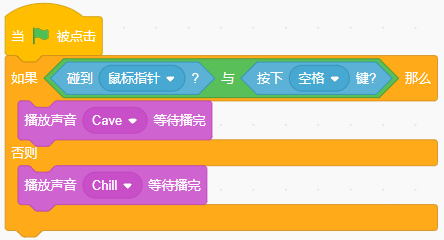 当 被点击
如果 碰到 鼠标指针 ? 与 按下 空格 键? 那么
播放声音 Cave 等待播完
否则
播放声音 Chill 等待播完